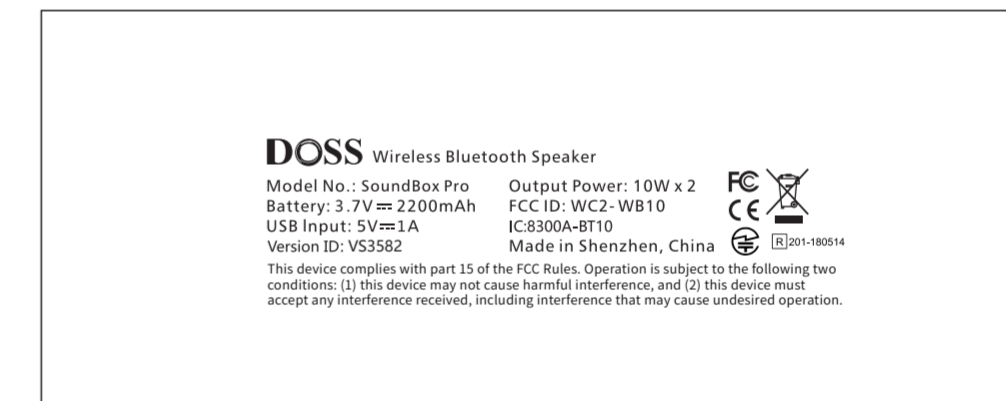 DOSS Wireless Bluetooth Speaker
Model No.: SoundBox Pro Output Power: 10W x 2
Battery: 3.7V⎓2200mAh FCC ID: WC2-WB10
USB Input: 5V⎓1A IC:8300A-BT10
Version ID: VS3582 Made in Shenzhen, China
FC
CE
R 201-180514
This device complies with part 15 of the FCC Rules. Operation is subject to the following two
conditions: (1) this device may not cause harmful interference, and (2) this device must
accept any interference received, including interference that may cause undesired operation.